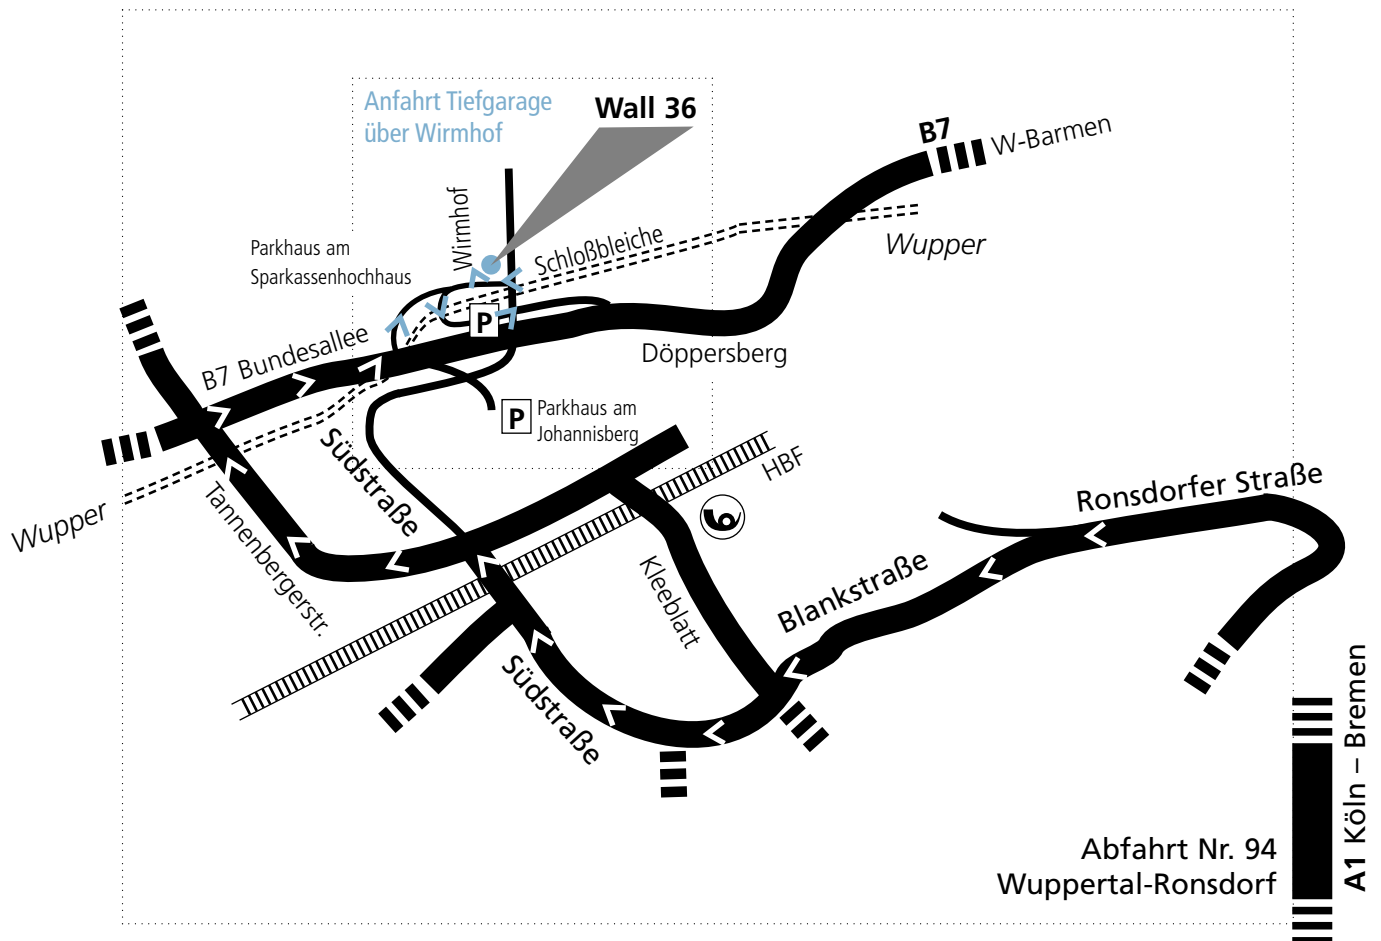 Anfahrt Tiefgarage
über Wirmhof
Wall 36
B7
W-Barmen
Wirmhof
Schloßbleiche
Wupper
Parkhaus am
Sparkassenhochhaus
P
B7 Bundesallee
Döppersberg
P
Parkhaus am
Johannisberg
Südstraße
HBF
Ronsdorfer Straße
Wupper
Tannenbergerstr.
Kleeblatt
Blankstraße
Südstraße
A1 Köln – Bremen
Abfahrt Nr. 94
Wuppertal-Ronsdorf